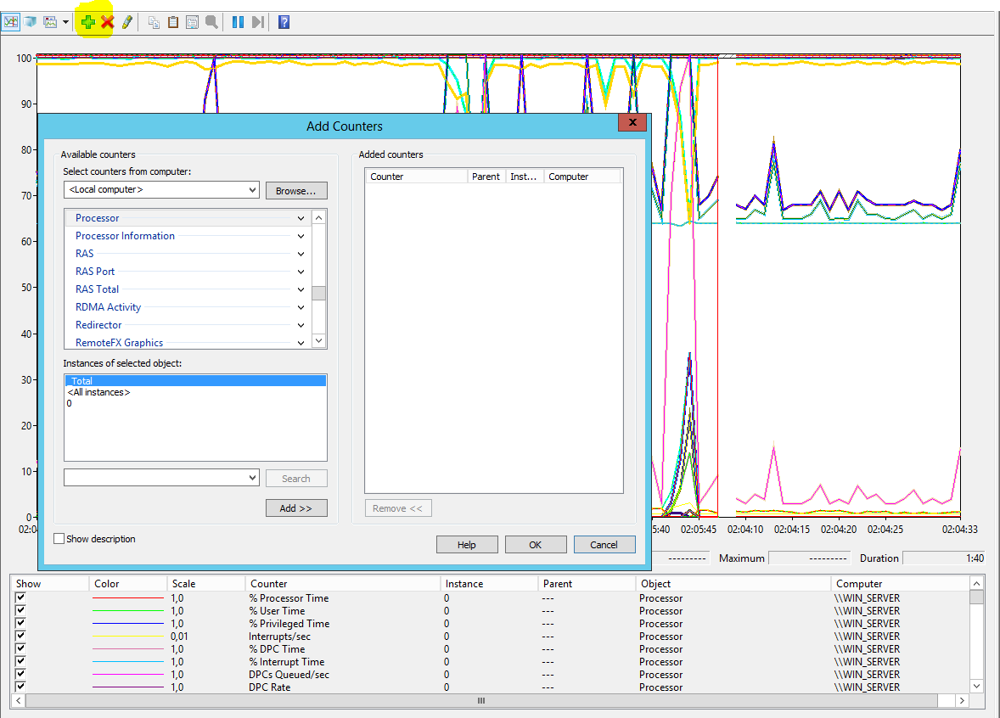 100
90
80
70
60
50
40
30
20
10
0
Add Counters
x
Available counters
Select counters from computer:
<Local computer>
Browse...
Processor
Processor Information
RAS
RAS Port
RAS Total
RDMA Activity
Redirector
RemoteFX Graphics
Instances of selected object:
_Total
<All instances>
0
Search
Add >>
Show description
Added counters
Counter Parent Inst... Computer
Remove <<
Help OK Cancel
02:0 5:40 02:05:45 02:04:10 02:04:15 02:04:20 02:04:25 02:04:33
--------- Maximum --------- Duration 1:40
Show Color Scale Counter Instance Parent Object Computer
1,0 % Processor Time 0 --- Processor \\WIN_SERVER
1,0 % User Time 0 --- Processor \\WIN_SERVER
1,0 % Privileged Time 0 --- Processor \\WIN_SERVER
0,01 Interrupts/sec 0 --- Processor \\WIN_SERVER
1,0 % DPC Time 0 --- Processor \\WIN_SERVER
1,0 % Interrupt Time 0 --- Processor \\WIN_SERVER
1,0 DPCs Queued/sec 0 --- Processor \\WIN_SERVER
1,0 DPC Rate 0 --- Processor \\WIN_SERVER